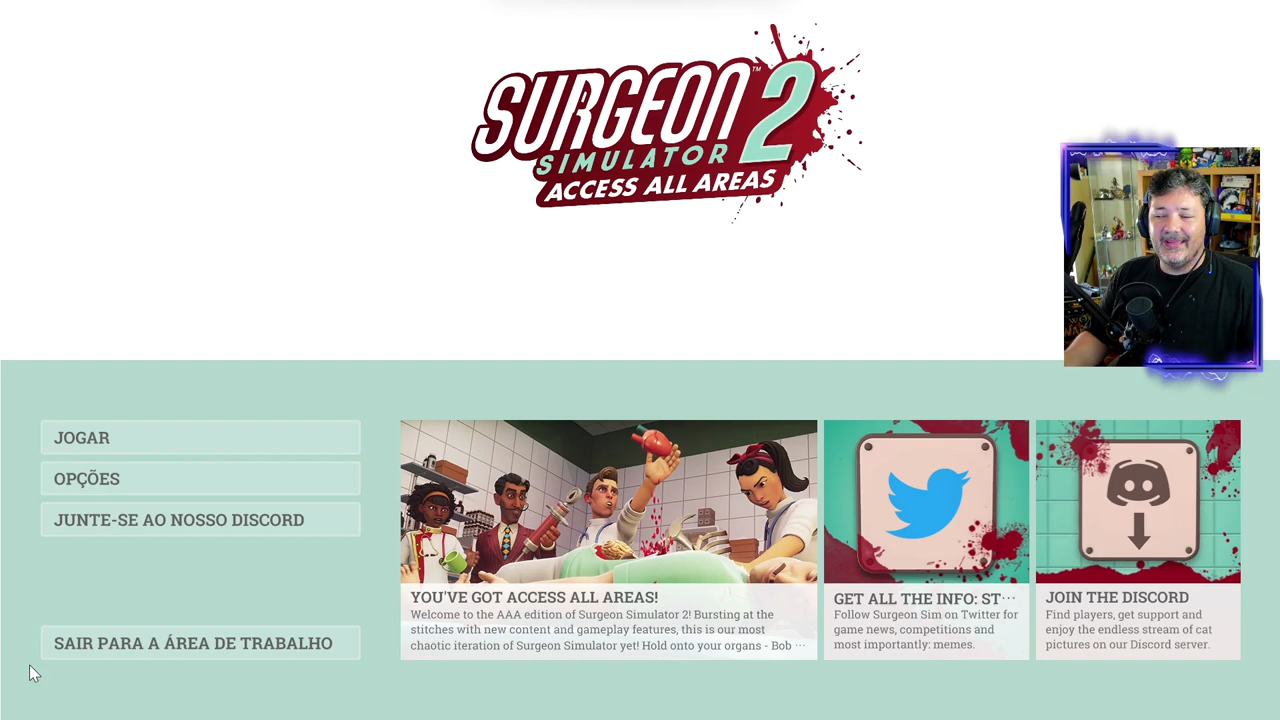 SURGEON 2
™
SIMULATOR
ACCESS ALL AREAS
JOGAR
OPÇÕES
JUNTE-SE AO NOSSO DISCORD
SAIR PARA A ÁREA DE TRABALHO
YOU'VE GOT ACCESS ALL AREAS!
Welcome to the AAA edition of Surgeon Simulator 2! Bursting at the
stitches with new content and gameplay features, this is our most
chaotic iteration of Surgeon Simulator yet! Hold onto your organs - Bob ···
GET ALL THE INFO: ST···
Follow Surgeon Sim on Twitter for
game news, competitions and
most importantly: memes.
JOIN THE DISCORD
Find players, get support and
enjoy the endless stream of cat
pictures on our Discord server.